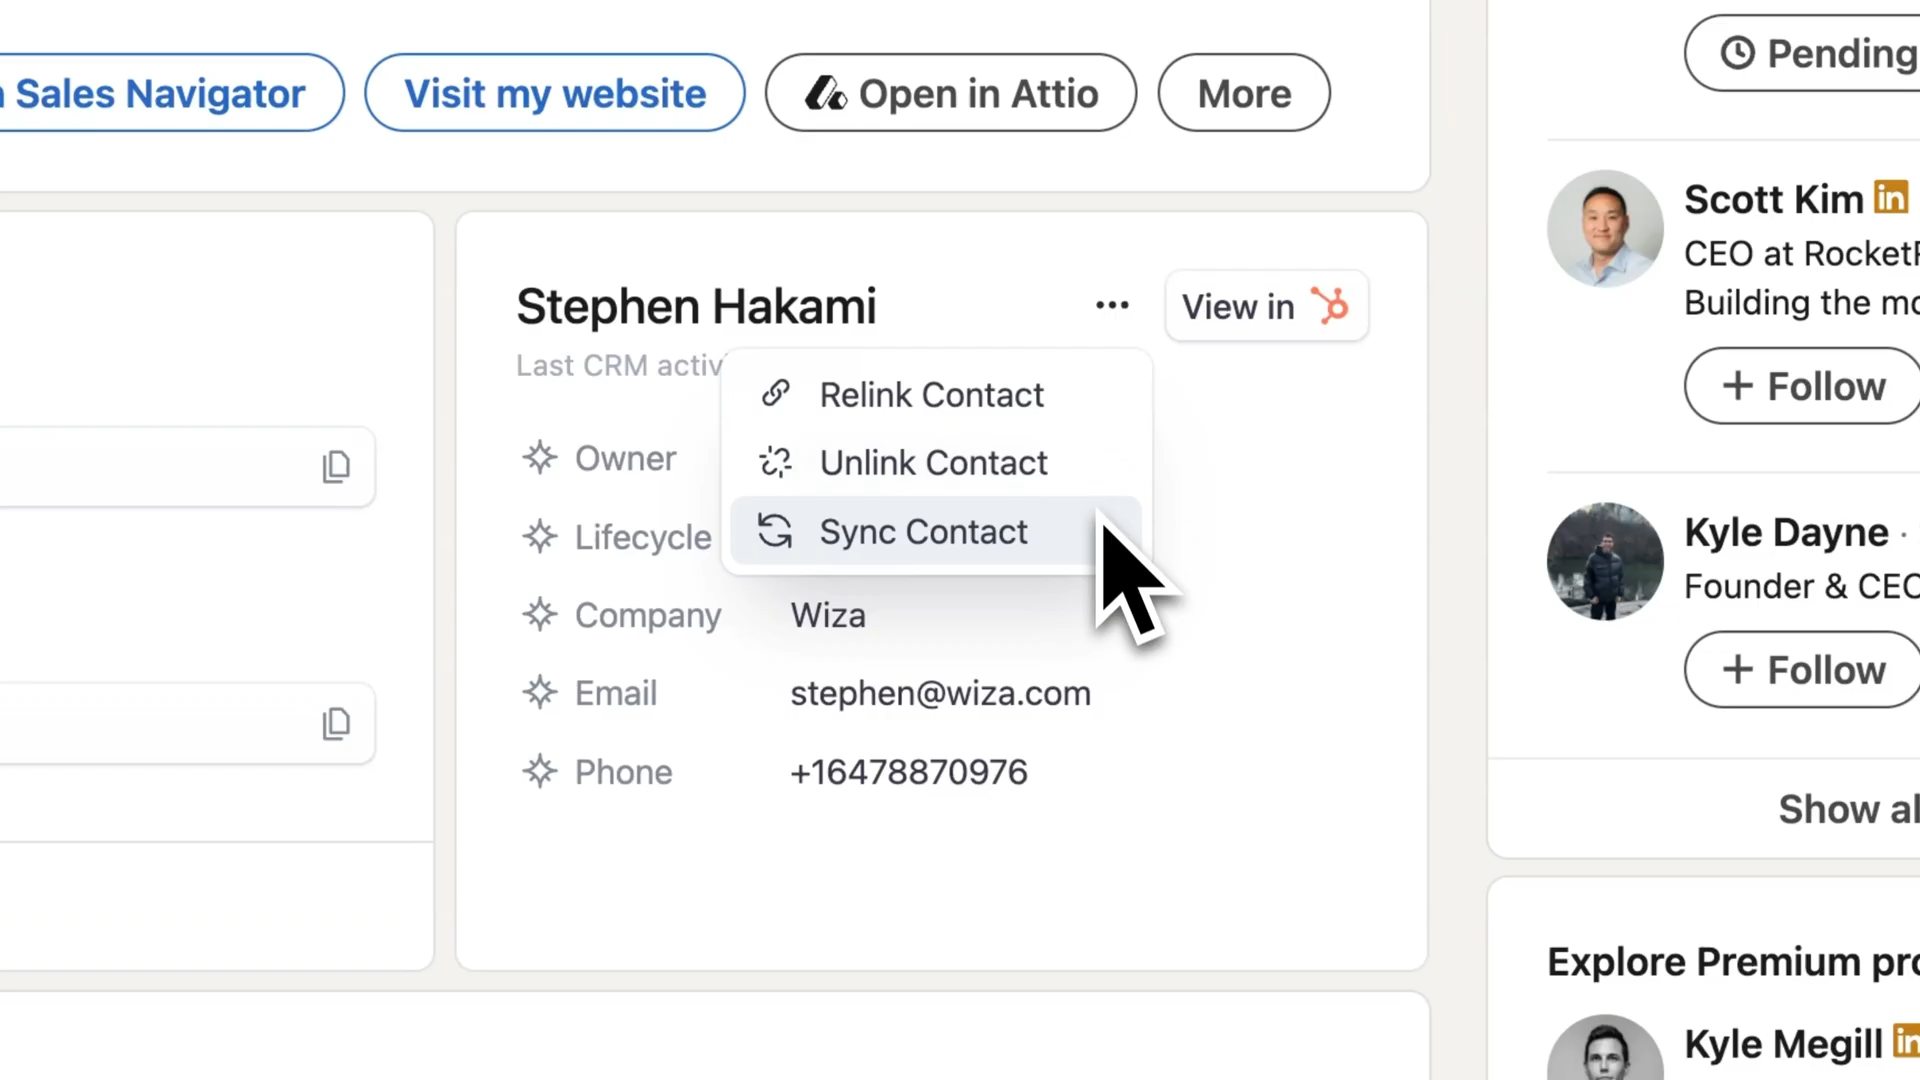 Sales Navigator
Visit my website
Open in Attio
More
Pending
Stephen Hakami
View in
Last CRM activ
Relink Contact
Unlink Contact
Sync Contact
Owner
Lifecycle
Company
Wiza
Email
stephen@wiza.com
Phone
+16478870976
Scott Kim in
CEO at Rocket
Building the mo
+ Follow
Kyle Dayne ·
Founder & CEO
+ Follow
Show al
Explore Premium pro
Kyle Megill in